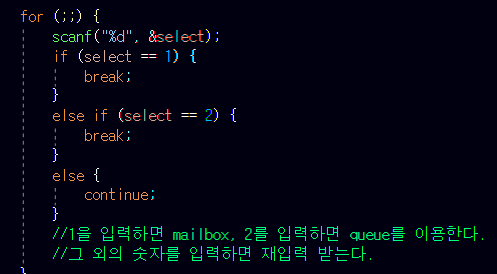 for (;;) {
scanf("%d", &select);
if (select == 1) {
break;
}
else if (select == 2) {
break;
}
else {
continue;
}
//1을 입력하면 mailbox, 2를 입력하면 queue를 이용한다.
//그 외의 숫자를 입력하면 재입력 받는다.
}